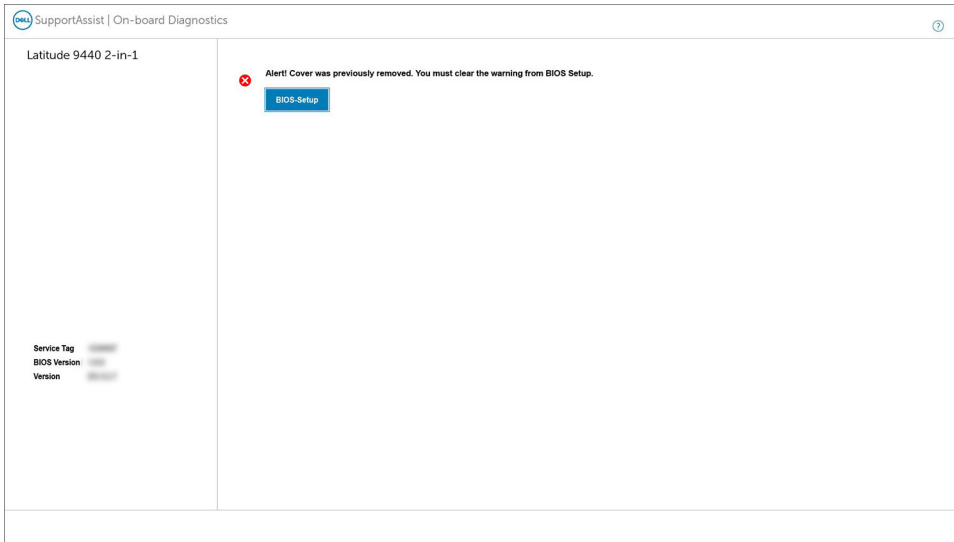 DELL SupportAssist | On-board Diagnostics
?
Latitude 9440 2-in-1
Alert! Cover was previously removed. You must clear the warning from BIOS Setup.
BIOS-Setup
Service Tag
BIOS Version
Version